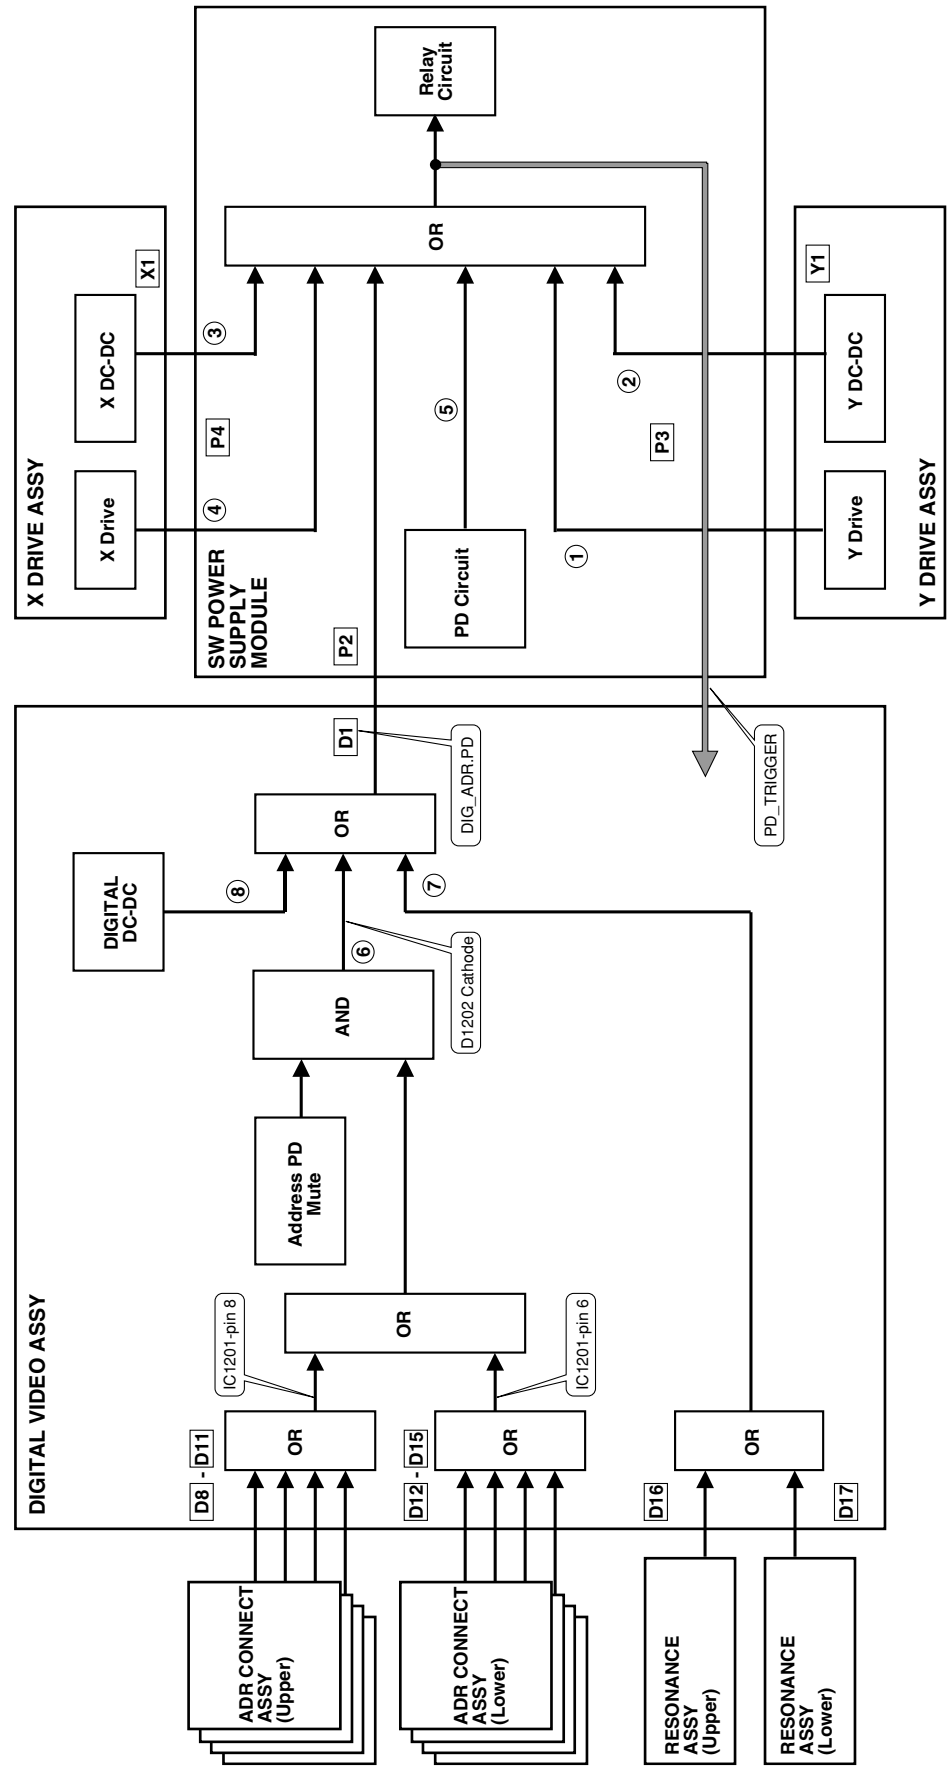 X DRIVE ASSY
X Drive
X DC-DC
X1
④
③
P4
SW POWER
SUPPLY
MODULE
P2
PD Circuit
⑤
OR
Relay
Circuit
①
②
P3
Y Drive
Y DC-DC
Y1
Y DRIVE ASSY
DIGITAL VIDEO ASSY
DIGITAL
DC-DC
⑧
D1
OR
DIG_ADR.PD
⑥
⑦
AND
D1202 Cathode
PD_TRIGGER
Address PD
Mute
IC1201-pin 8
OR
IC1201-pin 6
D8 - D11
OR
D12 - D15
OR
D16
OR
D17
ADR CONNECT
ASSY
(Upper)
ADR CONNECT
ASSY
(Lower)
RESONANCE
ASSY
(Upper)
RESONANCE
ASSY
(Lower)